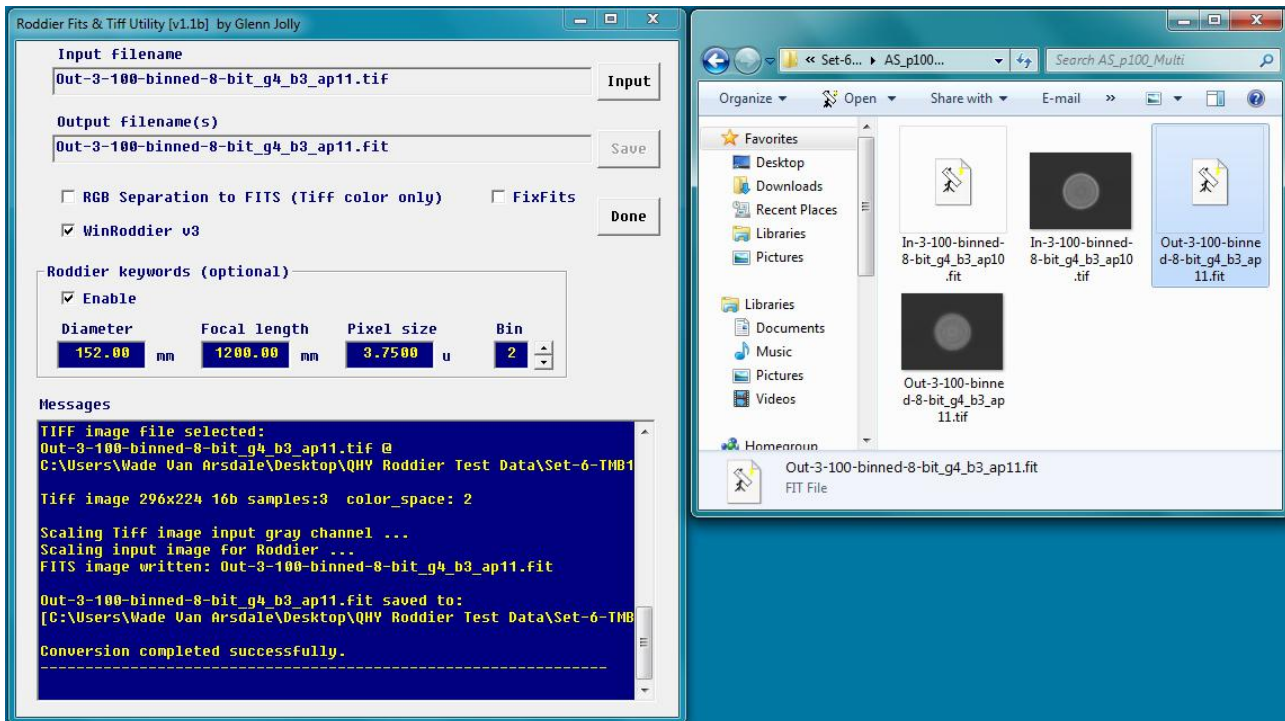 Roddier Fits & Tiff Utility [v1.1b] by Glenn Jolly
Input filename
Out-3-100-binned-8-bit_g4_b3_ap11.tif
Input
Output filename(s)
Out-3-100-binned-8-bit_g4_b3_ap11.fit
Save
RGB Separation to FITS (Tiff color only)
FixFits
WinRoddier v3
Done
Roddier keywords (optional)
Enable
Diameter Focal length Pixel size Bin
152.00 mm 1200.00 mm 3.7500 u 2
Messages
TIFF image file selected:
Out-3-100-binned-8-bit_g4_b3_ap11.tif @
C:\Users\Wade Van Arsdale\Desktop\QHY Roddier Test Data\Set-6-TMB1
Tiff image 296x224 16b samples:3 color_space: 2
Scaling Tiff image input gray channel ...
Scaling input image for Roddier ...
FITS image written: Out-3-100-binned-8-bit_g4_b3_ap11.fit
Out-3-100-binned-8-bit_g4_b3_ap11.fit saved to:
[C:\Users\Wade Van Arsdale\Desktop\QHY Roddier Test Data\Set-6-TMB
Conversion completed successfully.
------------------------------------------------------------------
« Set-6... ▸ AS_p100...
Search AS_p100_Multi
Organize Open Share with E-mail »
Favorites
Desktop
Downloads
Recent Places
Libraries
Pictures
Libraries
Documents
Music
Pictures
Videos
Homegroup
In-3-100-binned-
8-bit_g4_b3_ap10
.fit
In-3-100-binned-
8-bit_g4_b3_ap10
.tif
Out-3-100-binne
d-8-bit_g4_b3_ap
11.fit
Out-3-100-binne
d-8-bit_g4_b3_ap
11.tif
Out-3-100-binned-8-bit_g4_b3_ap11.fit
FIT File